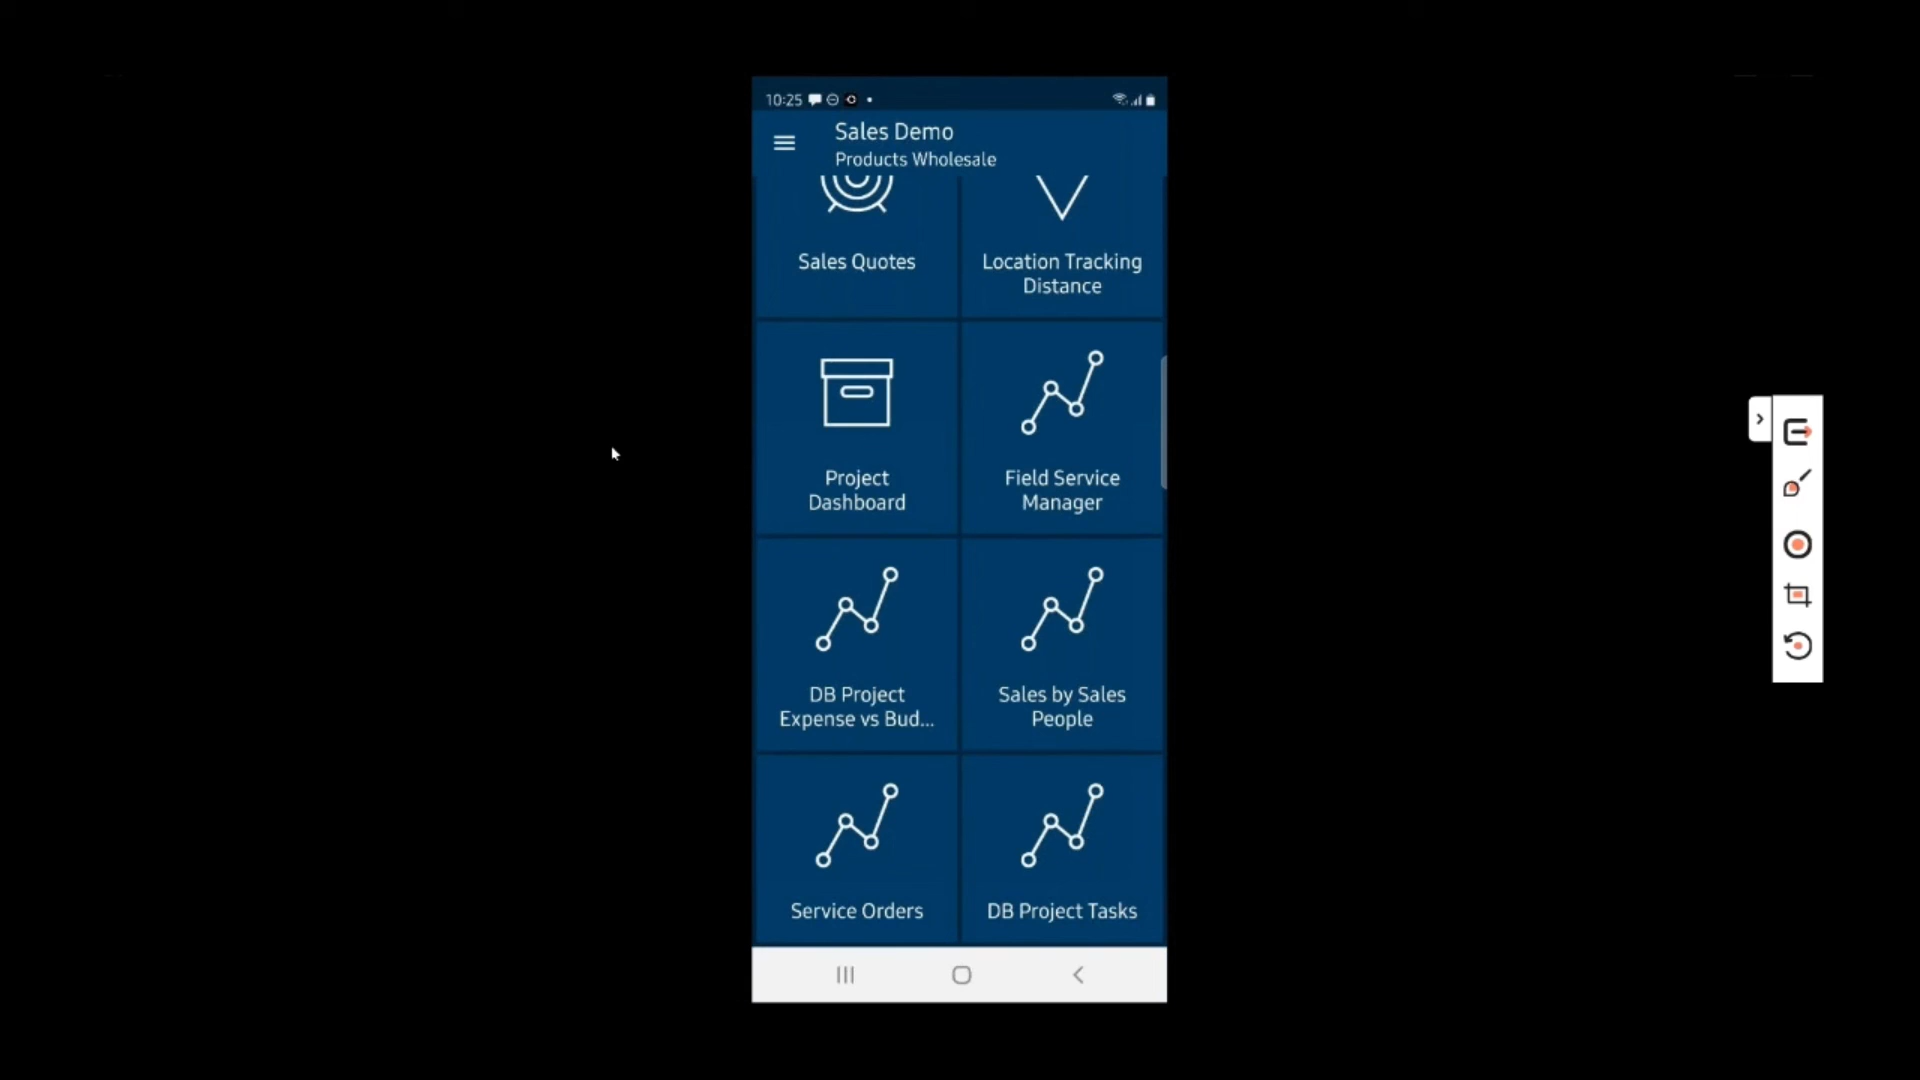 10:25
Sales Demo
Products Wholesale
Sales Quotes
Location Tracking
Distance
Project
Dashboard
Field Service
Manager
DB Project
Expense vs Bud...
Sales by Sales
People
Service Orders
DB Project Tasks